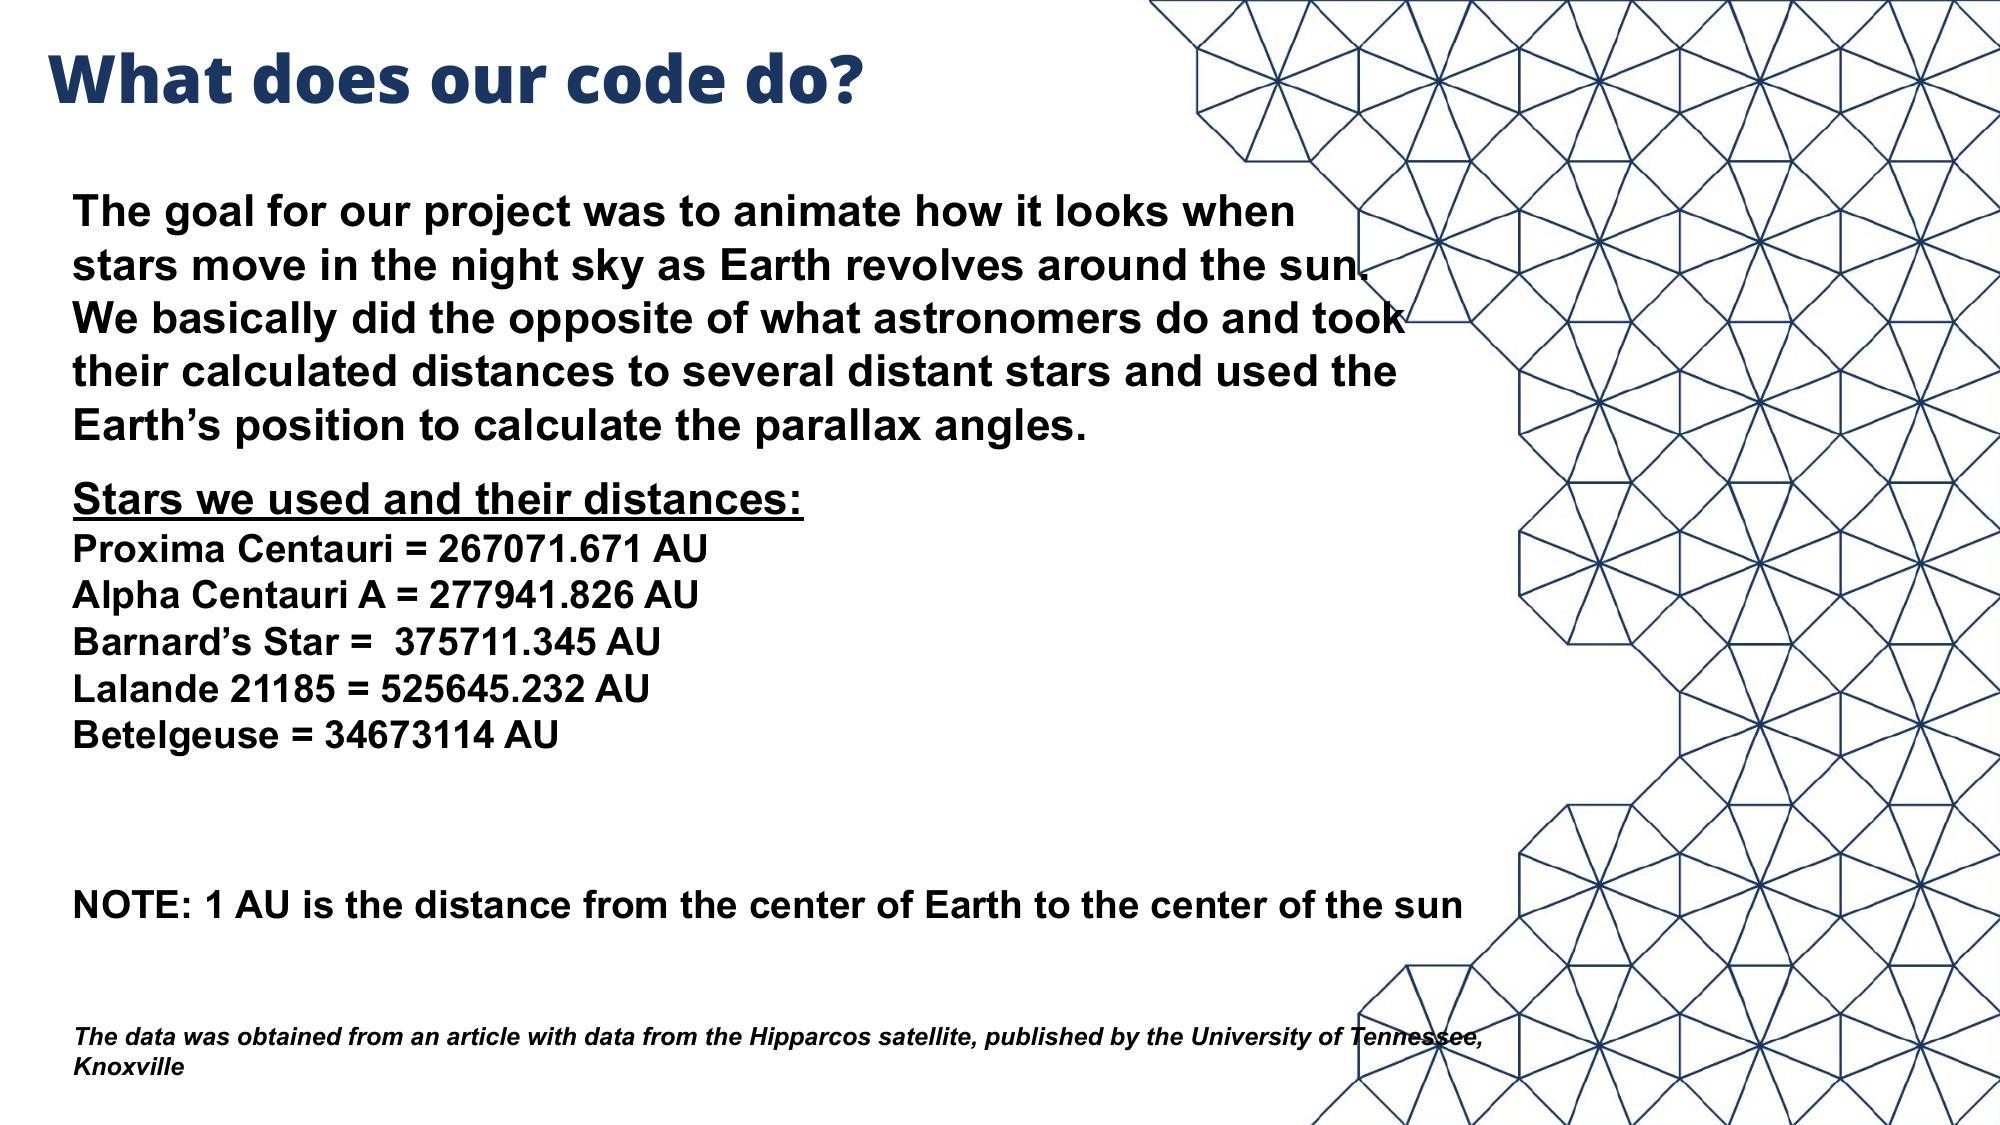 What does our code do?
The goal for our project was to animate how it looks when
stars move in the night sky as Earth revolves around the sun.
We basically did the opposite of what astronomers do and took
their calculated distances to several distant stars and used the
Earth’s position to calculate the parallax angles.
Stars we used and their distances:
Proxima Centauri = 267071.671 AU
Alpha Centauri A = 277941.826 AU
Barnard’s Star =  375711.345 AU
Lalande 21185 = 525645.232 AU
Betelgeuse = 34673114 AU
NOTE: 1 AU is the distance from the center of Earth to the center of the sun
The data was obtained from an article with data from the Hipparcos satellite, published by the University of Tennessee,
Knoxville